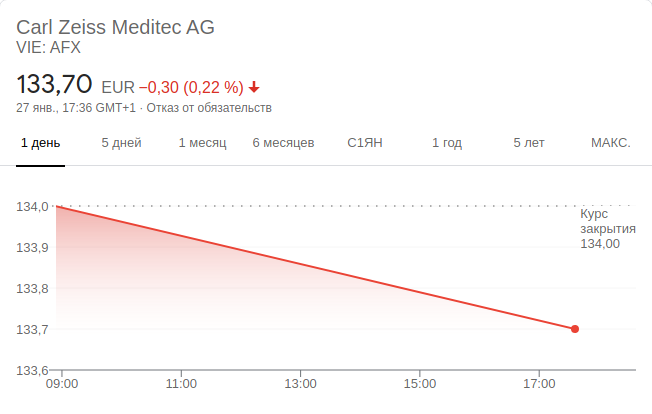 Carl Zeiss Meditec AG
VIE: AFX
133,70 EUR −0,30 (0,22 %)
27 янв., 17:36 GMT+1 · Отказ от обязательств
1 день 5 дней 1 месяц 6 месяцев С1ЯН 1 год 5 лет МАКС.
134,0
Курс
закрытия
134,00
133,9
133,8
133,7
133,6
09:00 11:00 13:00 15:00 17:00